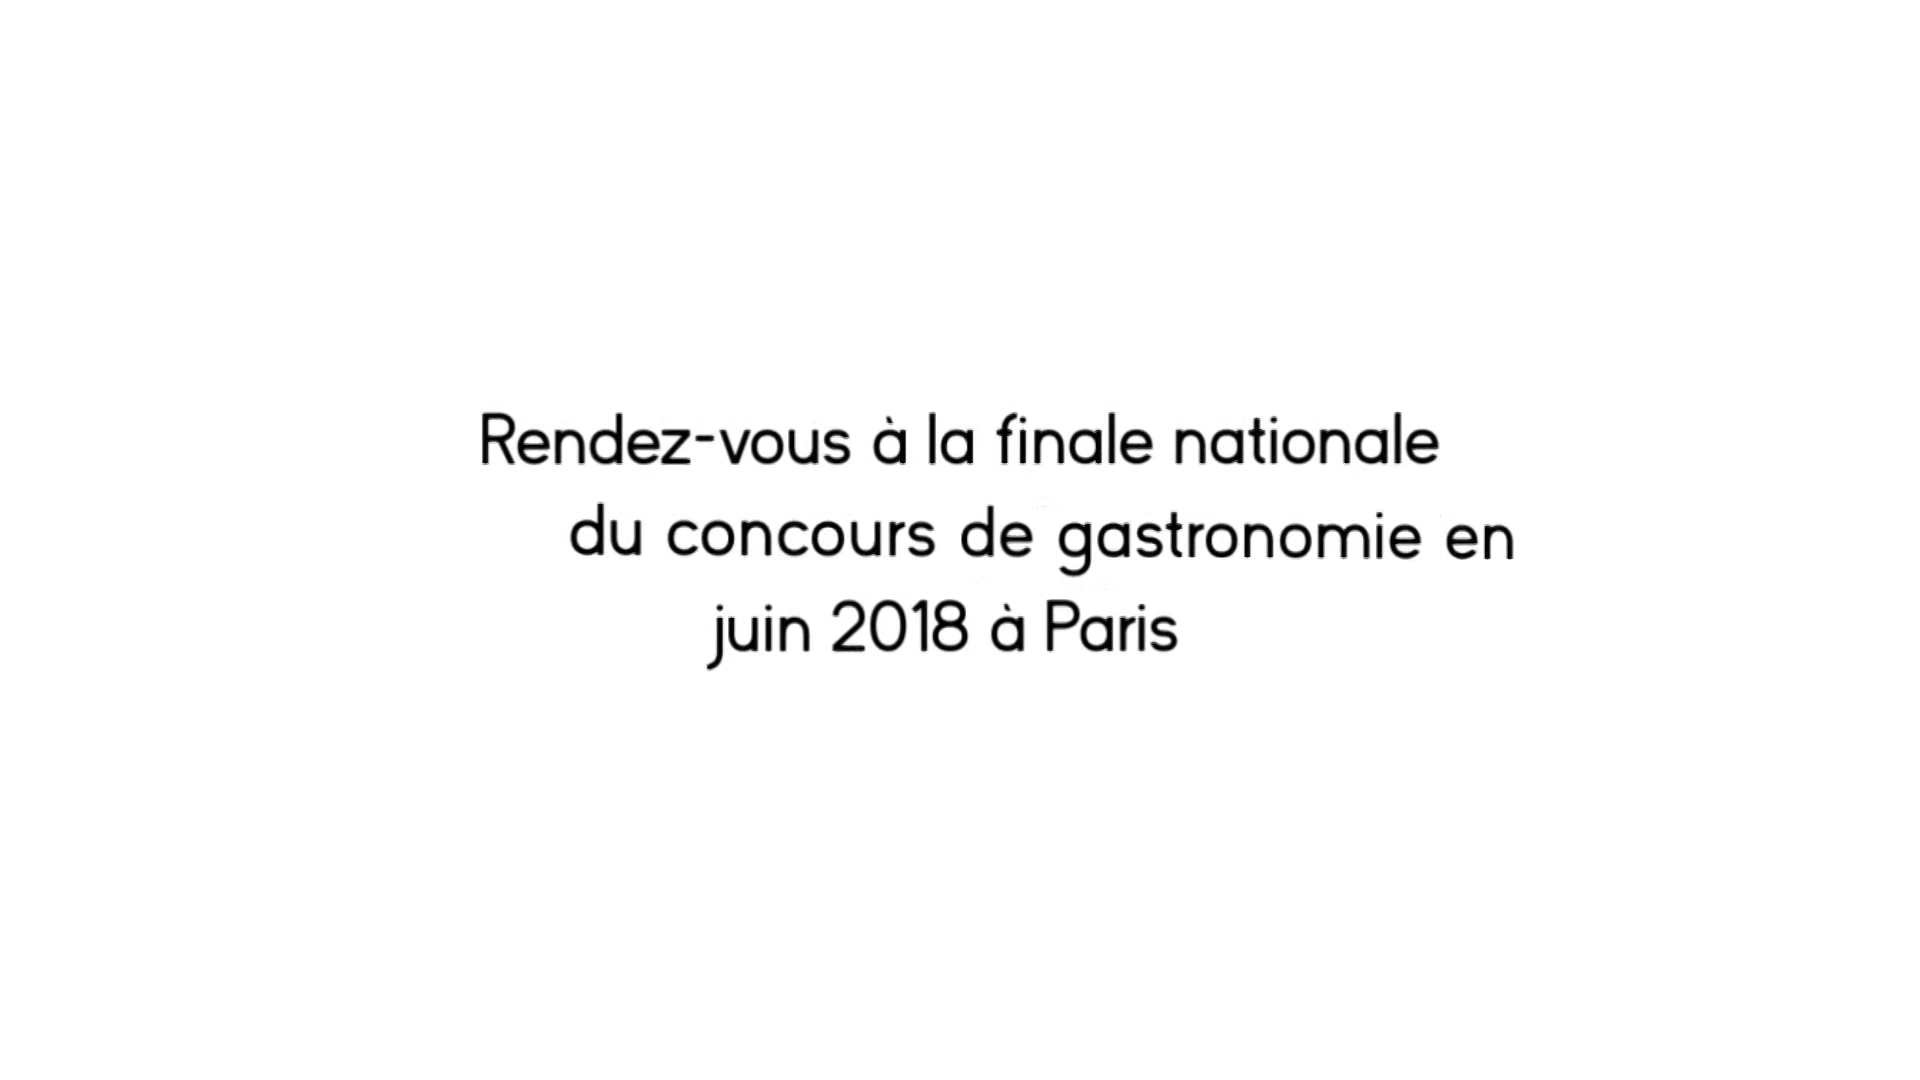 Rendez-vous à la finale nationale
du concours de gastronomie en
juin 2018 à Paris